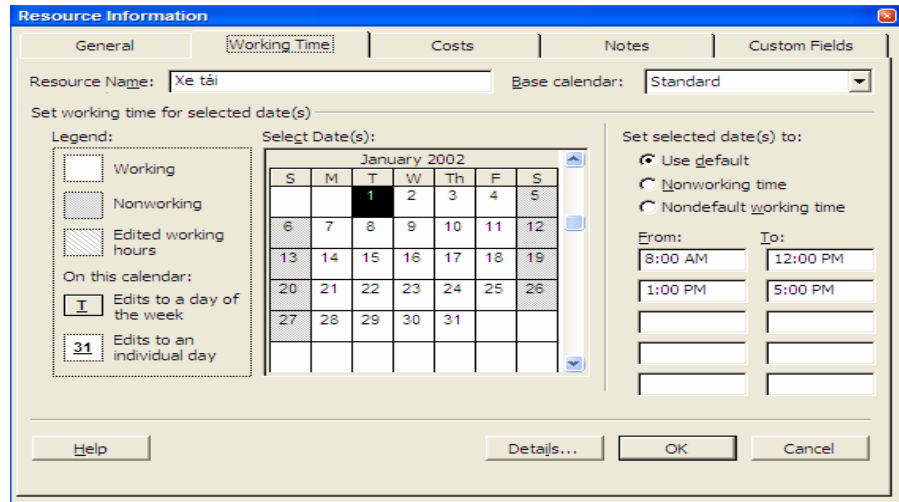 Resource Information
General Working Time Costs Notes Custom Fields
Resource Name: Xe tải Base calendar: Standard
Set working time for selected date(s)
Legend:
Working
Nonworking
Edited working
hours
On this calendar:
T Edits to a day of
the week
31 Edits to an
individual day
Select Date(s):
January 2002
S M T W Th F S
1 2 3 4 5
6 7 8 9 10 11 12
13 14 15 16 17 18 19
20 21 22 23 24 25 26
27 28 29 30 31
Set selected date(s) to:
Use default
Nonworking time
Nondefault working time
From: To:
8:00 AM 12:00 PM
1:00 PM 5:00 PM
Help Details... OK Cancel